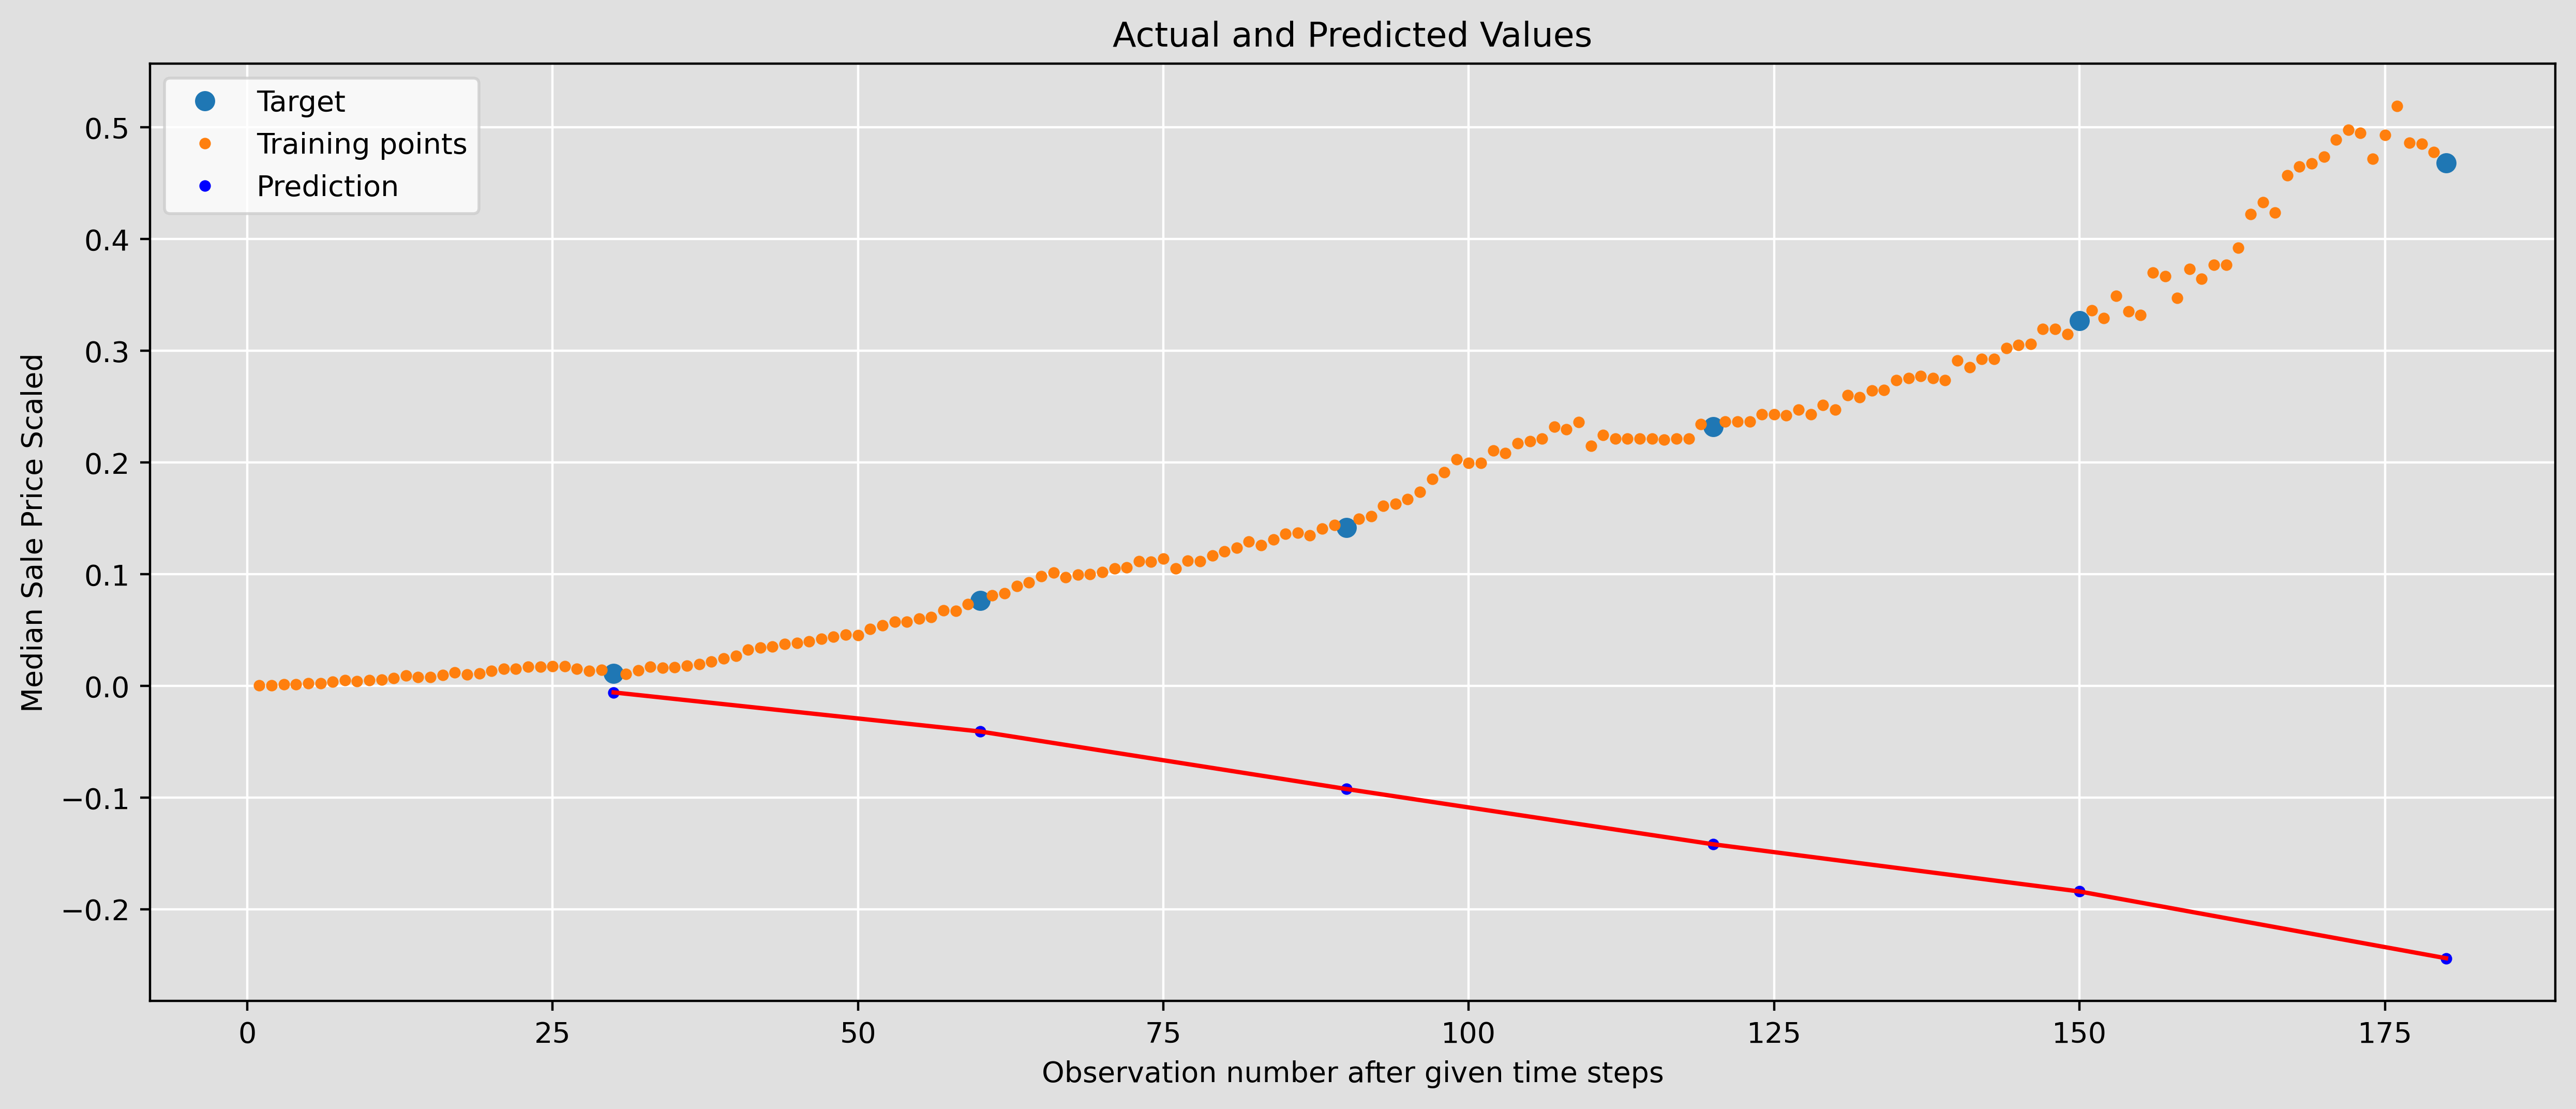 Actual and Predicted Values
Target
Training points
Prediction
Median Sale Price Scaled
0.5
0.4
0.3
0.2
0.1
0.0
−0.1
−0.2
0 25 50 75 100 125 150 175
Observation number after given time steps